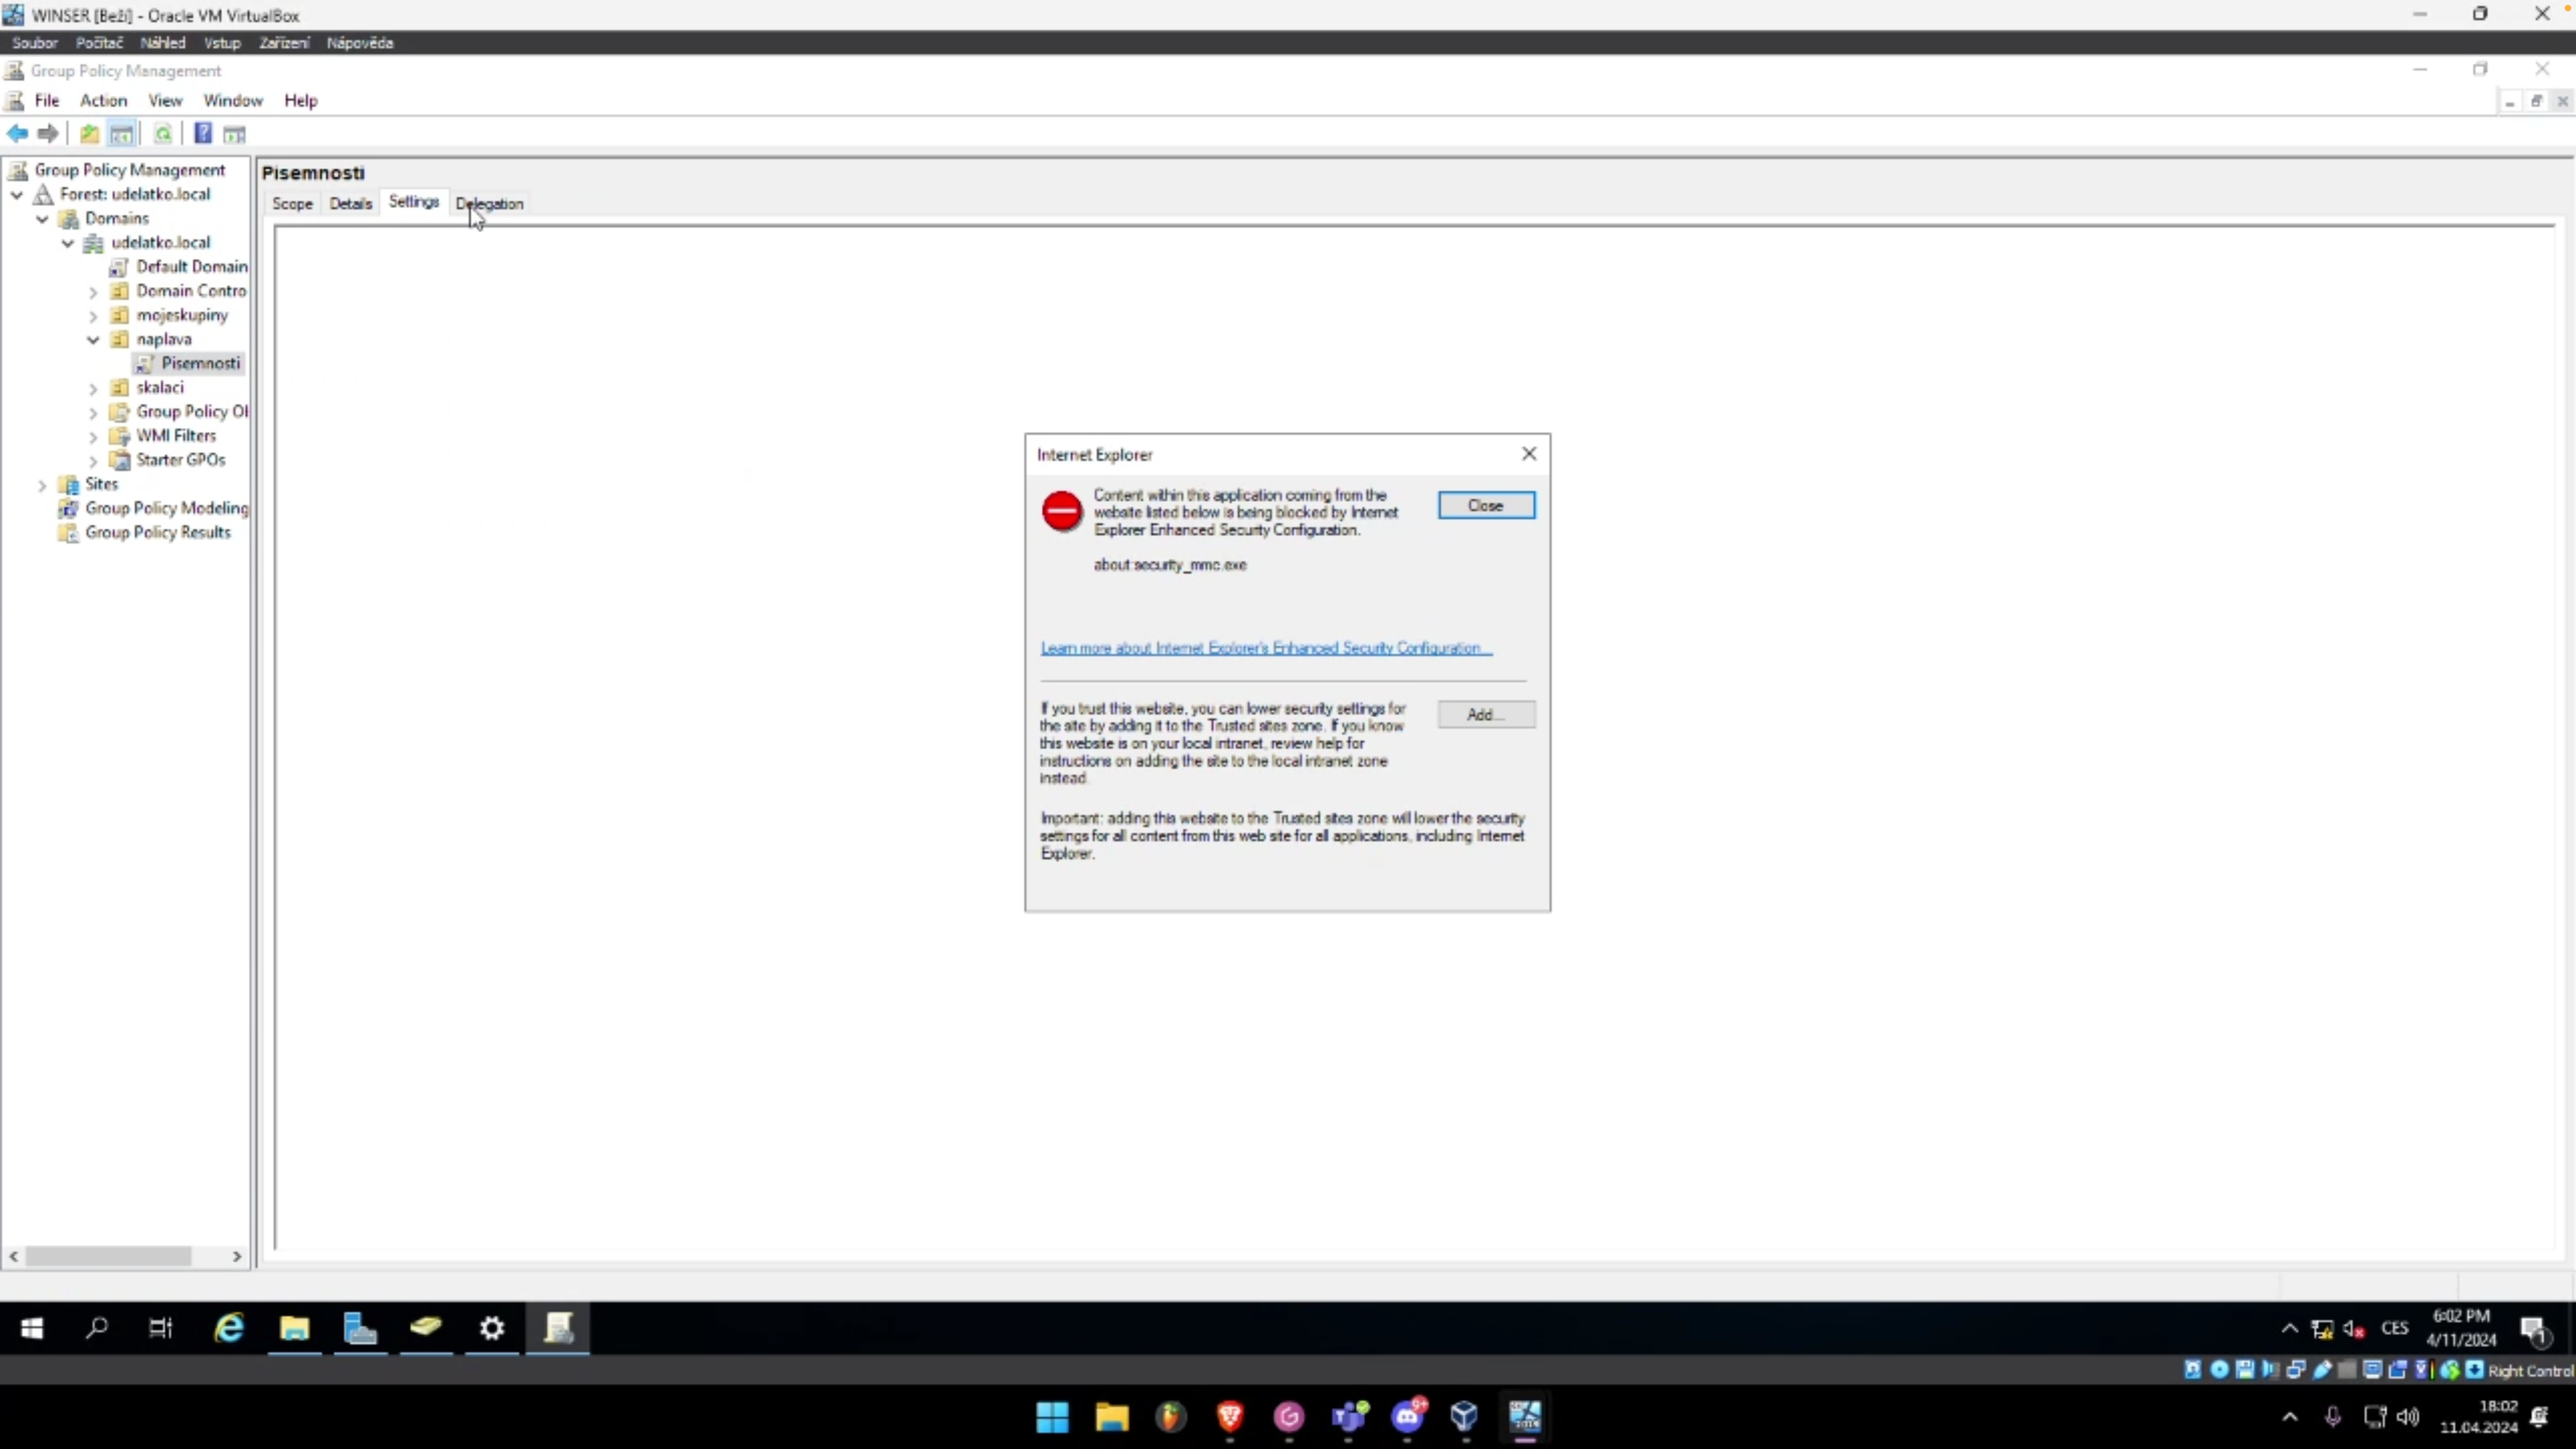 WINSER [Běží] - Oracle VM VirtualBox
Soubor Počítač Náhled Vstup Zařízení Nápověda
Group Policy Management
File Action View Window Help
Group Policy Management
Forest: udelatko.local
Domains
udelatko.local
Default Domain
Domain Contro
mojeskupiny
naplava
Pisemnosti
skalaci
Group Policy Ol
WMI Filters
Starter GPOs
Sites
Group Policy Modeling
Group Policy Results
Pisemnosti
Scope Details Settings Delegation
Internet Explorer
Content within this application coming from the
website listed below is being blocked by Internet
Explorer Enhanced Security Configuration.
Close
about:security_mmc.exe
Learn more about Internet Explorer's Enhanced Security Configuration...
If you trust this website, you can lower security settings for
the site by adding it to the Trusted sites zone. If you know
this website is on your local intranet, review help for
instructions on adding the site to the local intranet zone
instead.
Add...
Important: adding this website to the Trusted sites zone will lower the security
settings for all content from this web site for all applications, including Internet
Explorer.
CES
6:02 PM
4/11/2024
1
Right Control
9+
2019
18:02
11.04.2024